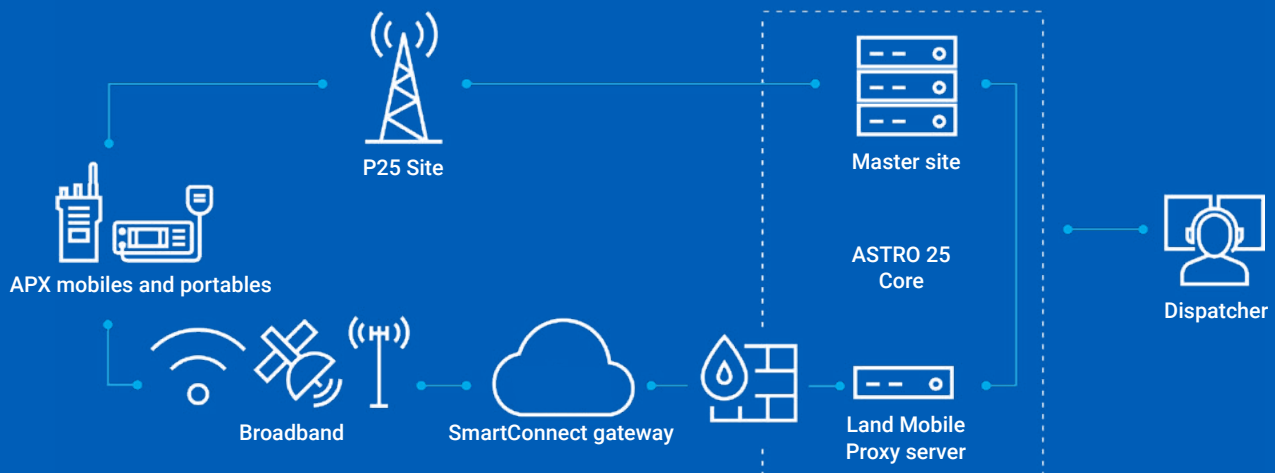 P25 Site
Master site
APX mobiles and portables
ASTRO 25
Core
Dispatcher
Broadband
SmartConnect gateway
Land Mobile
Proxy server